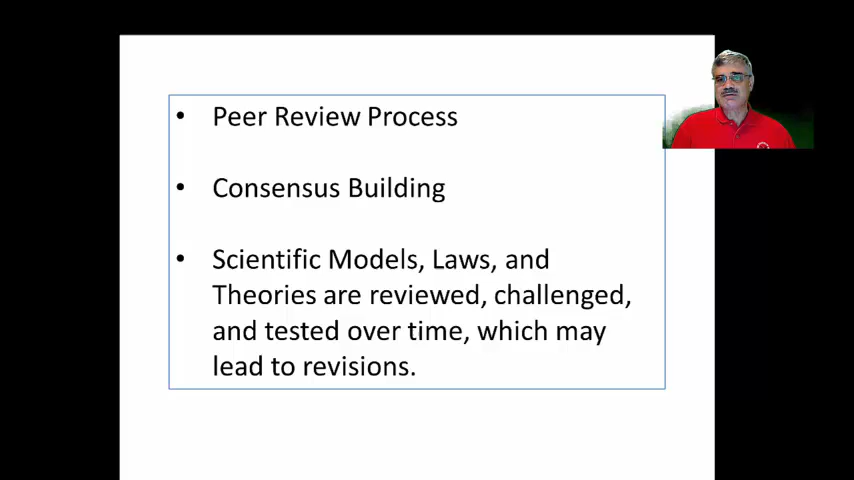 • Peer Review Process
• Consensus Building
• Scientific Models, Laws, and
Theories are reviewed, challenged,
and tested over time, which may
lead to revisions.